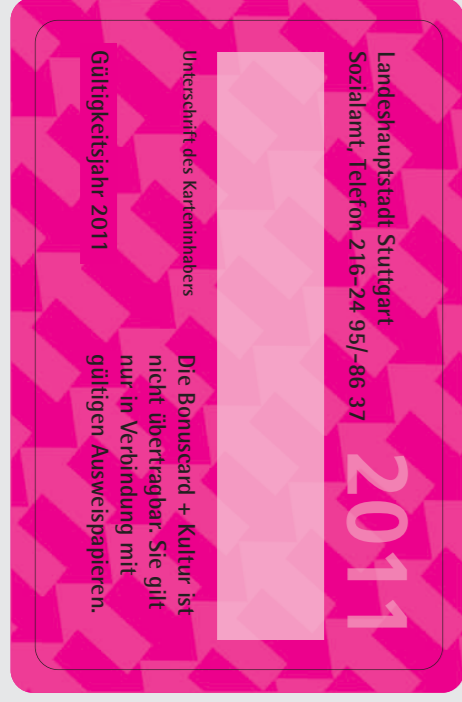 Landeshauptstadt Stuttgart
Sozialamt, Telefon 216-24 95/-86 37
2011
Unterschrift des Karteninhabers
Gültigkeitsjahr 2011
Die Bonuscard + Kultur ist
nicht übertragbar. Sie gilt
nur in Verbindung mit
gültigen Ausweispapieren.